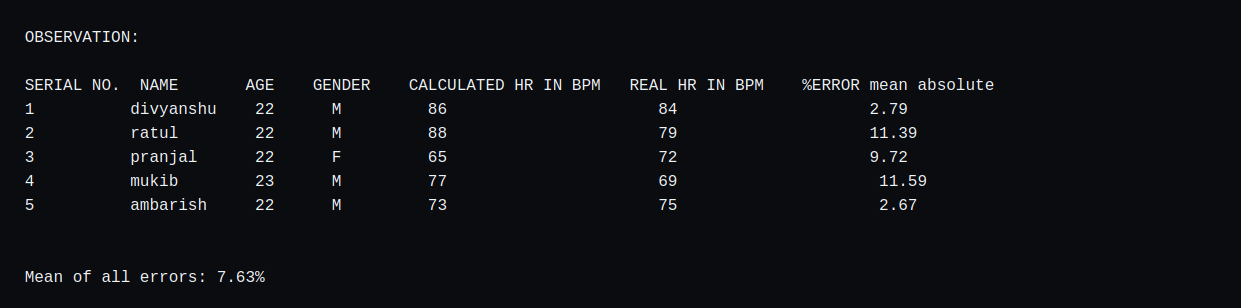 OBSERVATION:
SERIAL NO. NAME AGE GENDER CALCULATED HR IN BPM REAL HR IN BPM %ERROR mean absolute
1 divyanshu 22 M 86 84 2.79
2 ratul 22 M 88 79 11.39
3 pranjal 22 F 65 72 9.72
4 mukib 23 M 77 69 11.59
5 ambarish 22 M 73 75 2.67
Mean of all errors: 7.63%